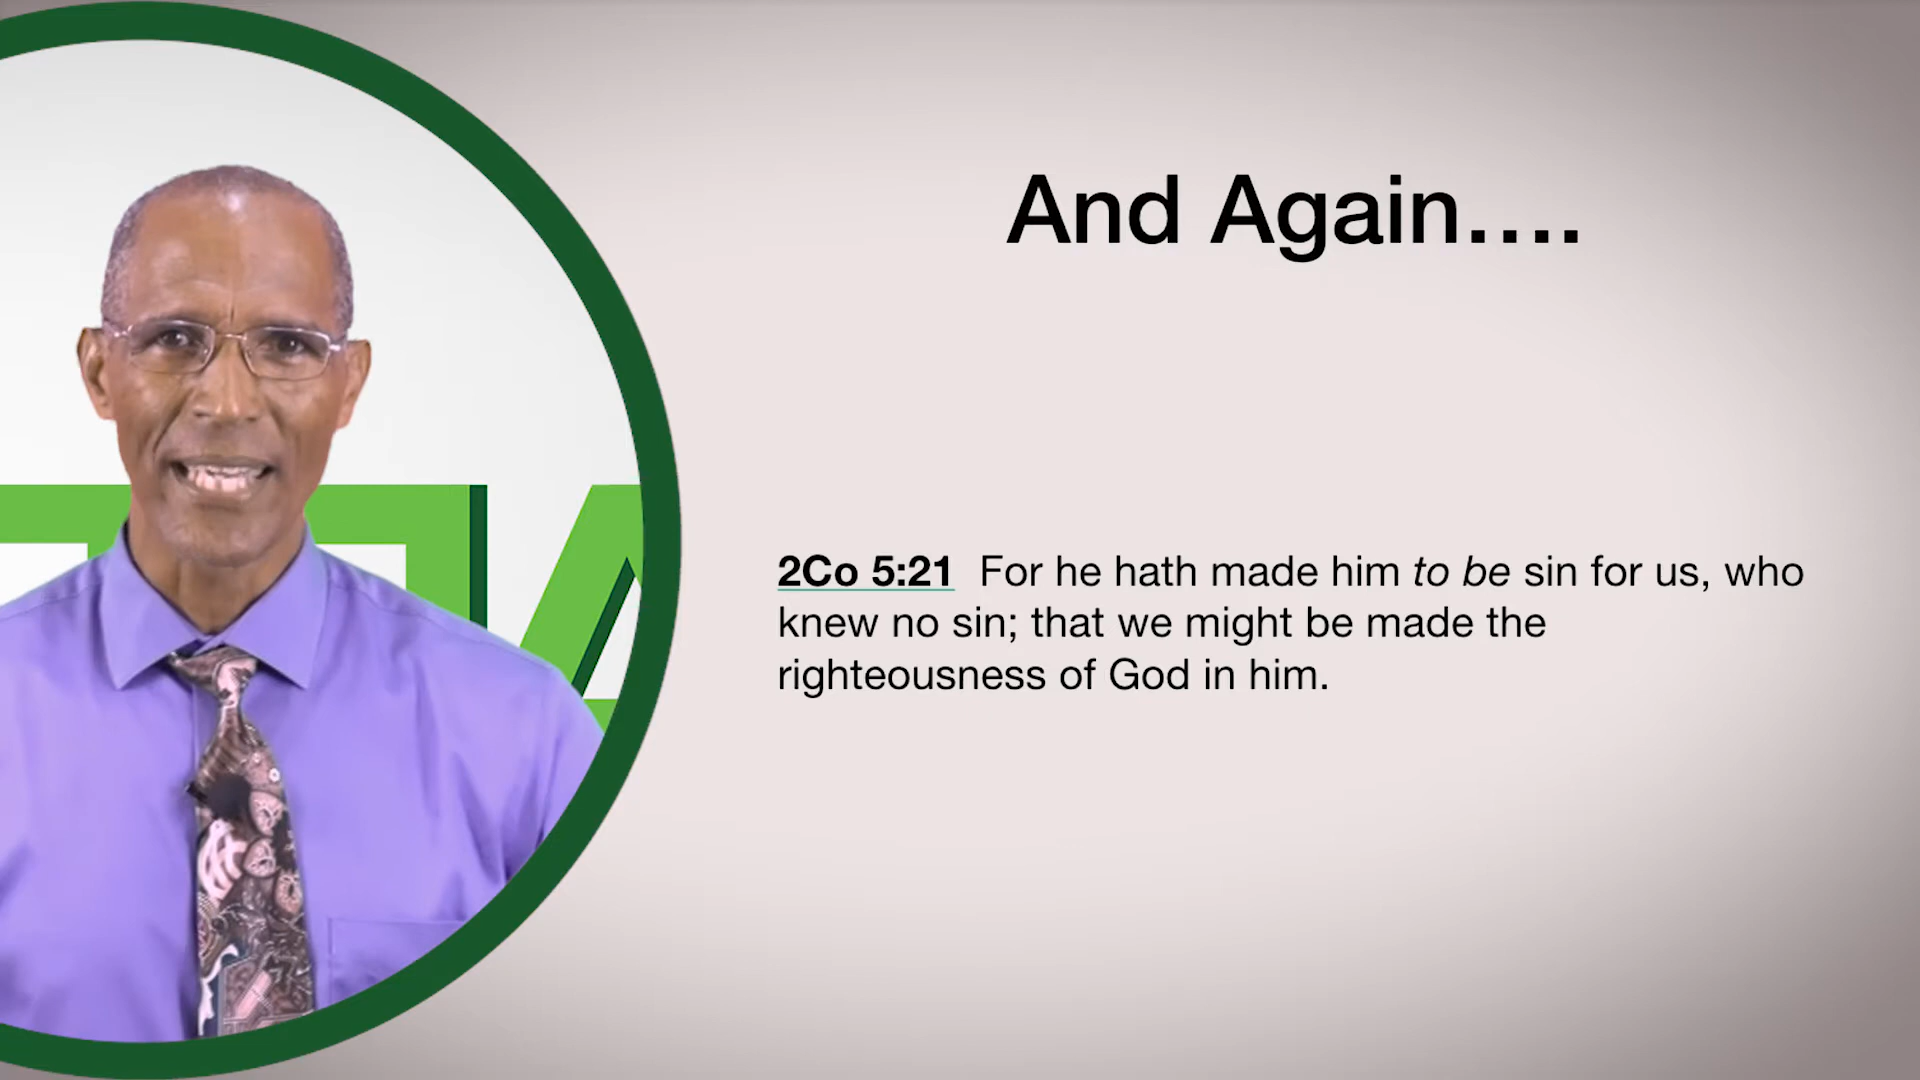 And Again....
2Co 5:21 For he hath made him to be sin for us, who
knew no sin; that we might be made the
righteousness of God in him.